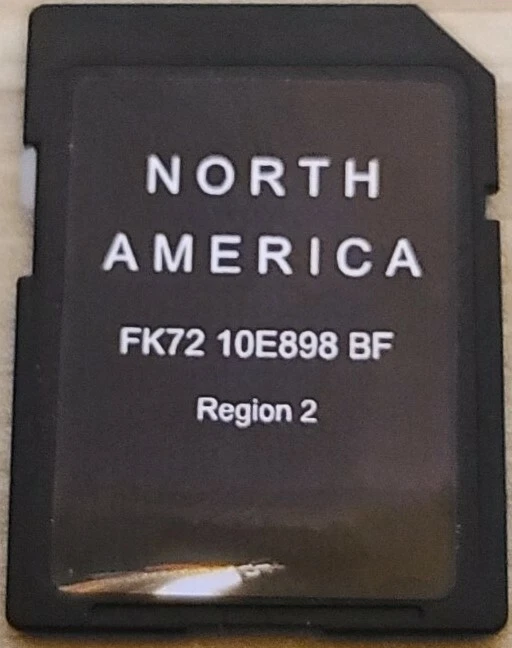 NORTH
AMERICA
FK72 10E898 BF
Region 2